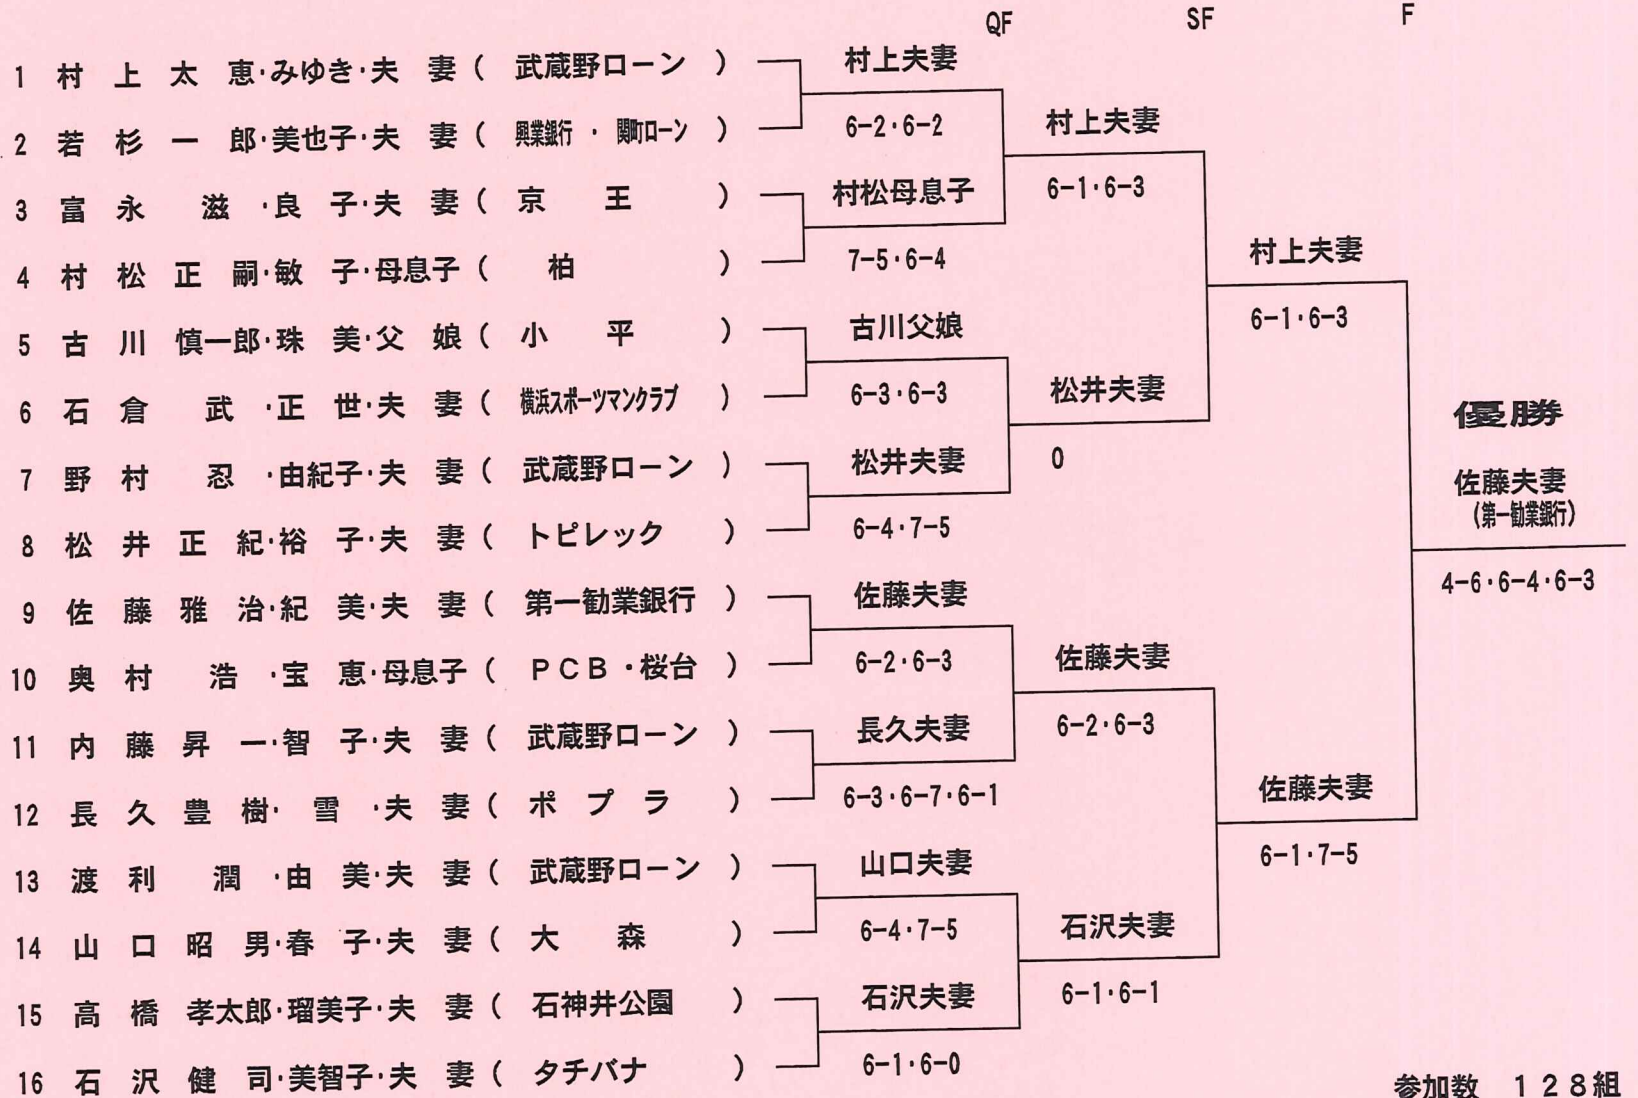 QF SF F
1 村上太恵・みゆき・夫妻(武蔵野ローン)
2 若杉一郎・美也子・夫妻(興業銀行・関町ローン)
3 富永滋・良子・夫妻(京王)
4 村松正嗣・敏子・母息子(柏)
5 古川慎一郎・珠美・父娘(小平)
6 石倉武・正世・夫妻(横浜スポーツマンクラブ)
7 野村忍・由紀子・夫妻(武蔵野ローン)
8 松井正紀・裕子・夫妻(トピレック)
9 佐藤雅治・紀美・夫妻(第一勧業銀行)
10 奥村浩・宝恵・母息子(PCB・桜台)
11 内藤昇一・智子・夫妻(武蔵野ローン)
12 長久豊樹・雪・夫妻(ポプラ)
13 渡利潤・由美・夫妻(武蔵野ローン)
14 山口昭男・春子・夫妻(大森)
15 高橋孝太郎・瑠美子・夫妻(石神井公園)
16 石沢健司・美智子・夫妻(タチバナ)
村上夫妻
6-2・6-2
村松母息子
7-5・6-4
古川父娘
6-3・6-3
松井夫妻
6-4・7-5
佐藤夫妻
6-2・6-3
長久夫妻
6-3・6-7・6-1
山口夫妻
6-4・7-5
石沢夫妻
6-1・6-0
村上夫妻
6-1・6-3
松井夫妻
0
佐藤夫妻
6-2・6-3
石沢夫妻
6-1・6-1
村上夫妻
6-1・6-3
佐藤夫妻
6-1・7-5
優勝
佐藤夫妻
(第一勧業銀行)
4-6・6-4・6-3
参加数 128組